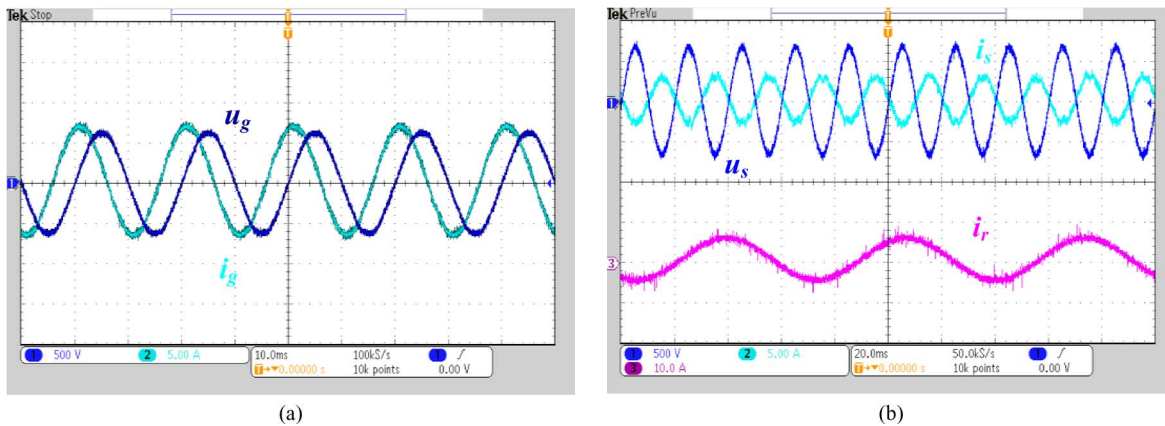 Tek Stop
T
T
u_g
1
i_g
1 500 V 2 5.00 A 10.0ms 100kS/s 1 ∫
T→▼0.00000 s 10k points 0.00 V
(a)
Tek PreVu
T
T
i_s
1
u_s
i_r
3
1 500 V 2 5.00 A 20.0ms 50.0kS/s 1 ∫
3 10.0 A T→▼0.00000 s 10k points 0.00 V
(b)